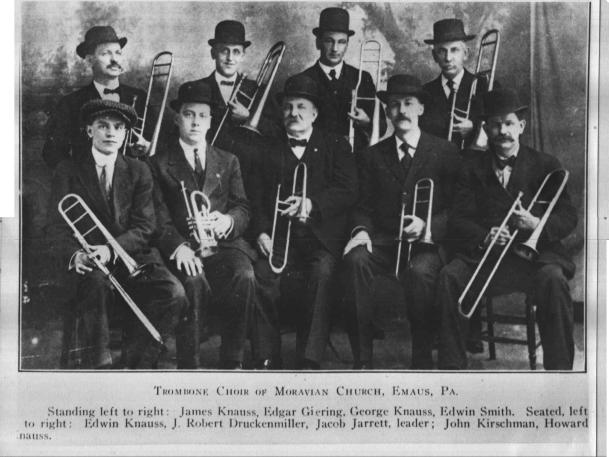 TROMBONE CHOIR OF MORAVIAN CHURCH, EMAUS, PA.
Standing left to right: James Knauss, Edgar Giering, George Knauss, Edwin Smith. Seated, left
to right: Edwin Knauss, J. Robert Druckenmiller, Jacob Jarrett, leader; John Kirschman, Howard
nauss.